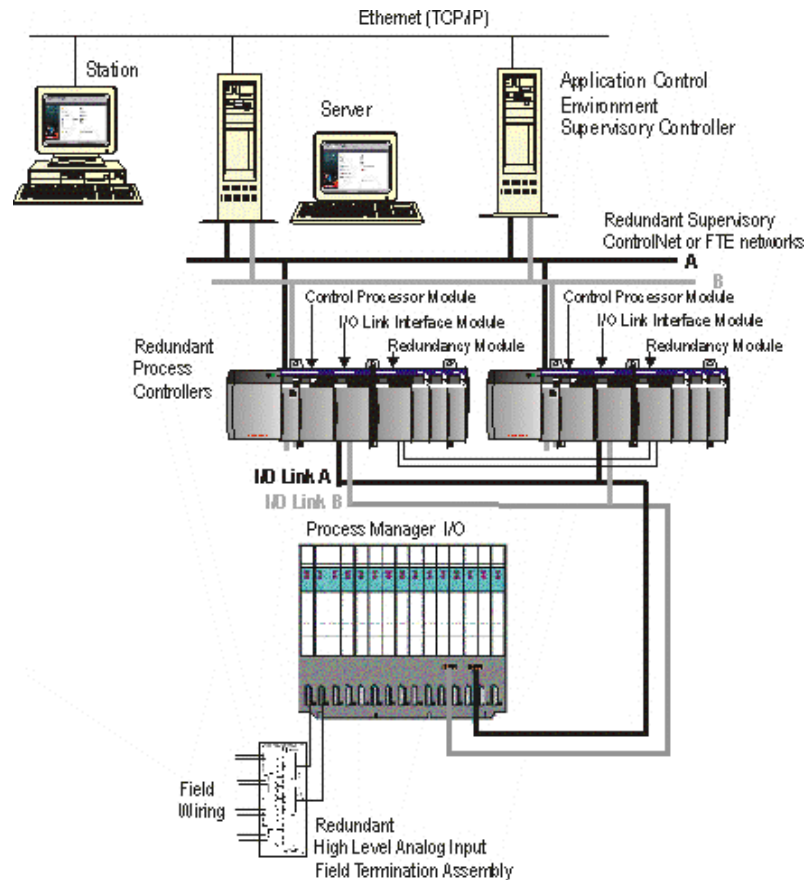 Ethernet (TCP/IP)
Station
Server
Application Control
Environment
Supervisory Controller
Redundant Supervisory
ControlNet or FTE networks
A
B
Control Processor Module
I/O Link Interface Module
Redundancy Module
Control Processor Module
I/O Link Interface Module
Redundancy Module
Redundant
Process
Controllers
I/O Link A
I/O Link B
Process Manager I/O
Field
Wiring
Redundant
High Level Analog Input
Field Termination Assembly